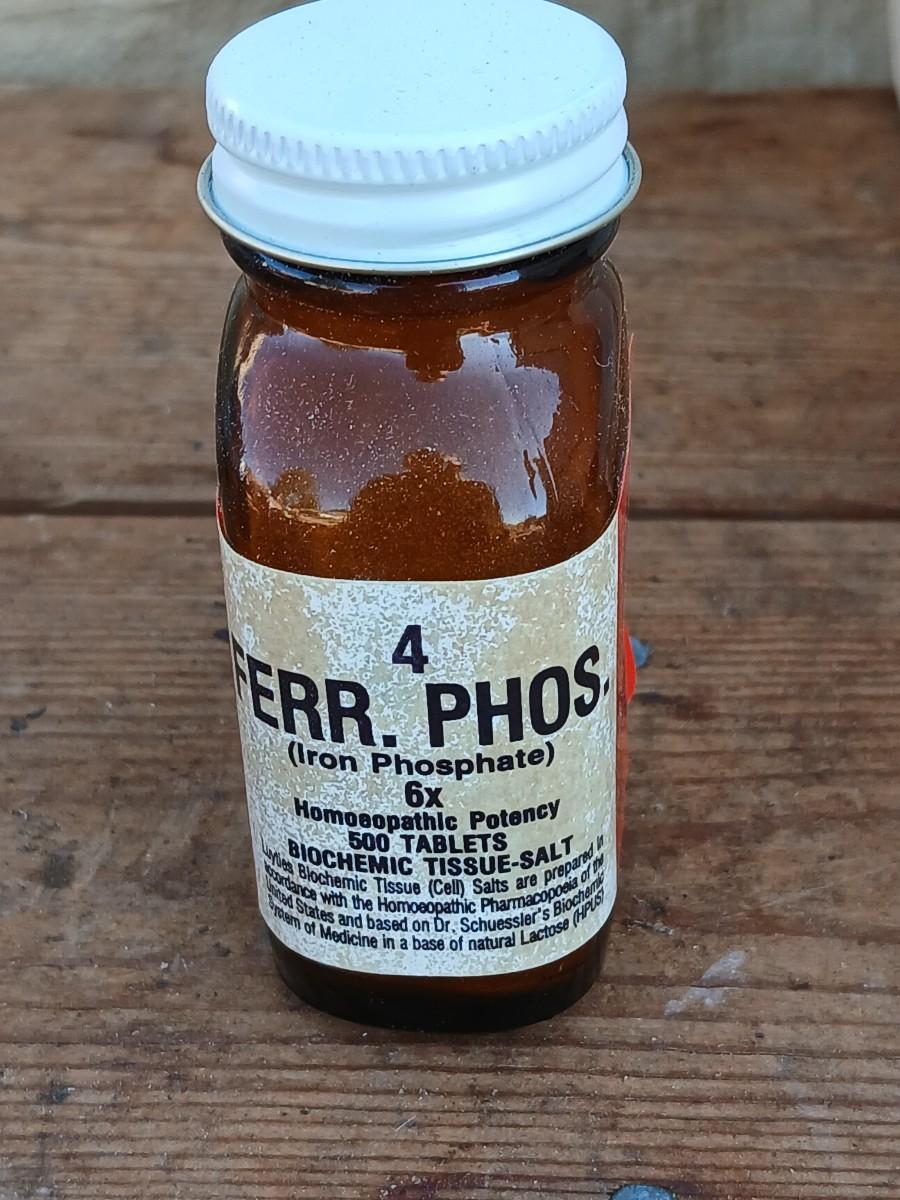 4
FERR. PHOS.
(Iron Phosphate)
6x
Homoeopathic Potency
500 TABLETS
BIOCHEMIC TISSUE-SALT
Luyties Biochemic Tissue (Cell) Salts are prepared in
accordance with the Homoeopathic Pharmacopoeia of the
United States and based on Dr. Schuessler's Biochemic
System of Medicine in a base of natural Lactose (HPUS)